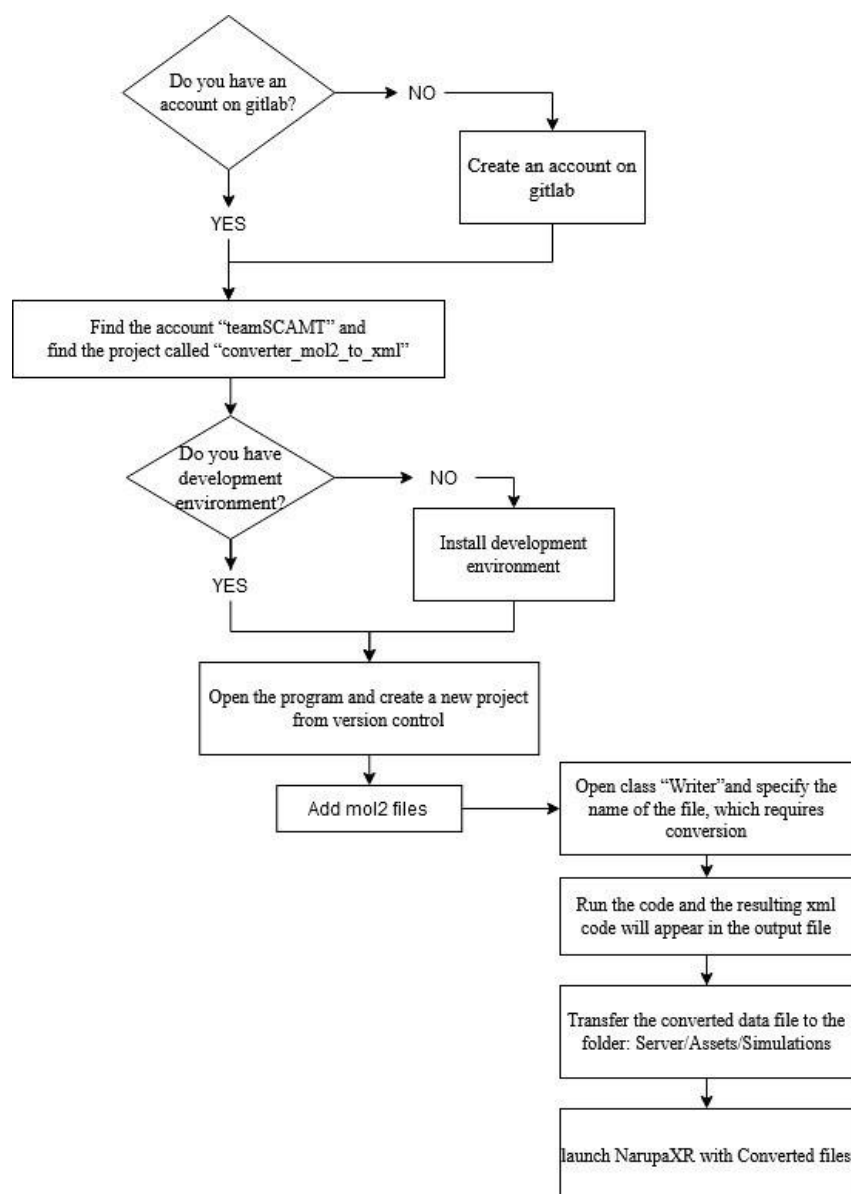 Do you have an
account on gitlab?
NO
Create an account on
gitlab
YES
Find the account “teamSCAMT” and
find the project called “converter_mol2_to_xml”
Do you have
development
environment?
NO
Install development
environment
YES
Open the program and create a new project
from version control
Add mol2 files
Open class “Writer”and specify the
name of the file, which requires
conversion
Run the code and the resulting xml
code will appear in the output file
Transfer the converted data file to the
folder: Server/Assets/Simulations
launch NarupaXR with Converted files